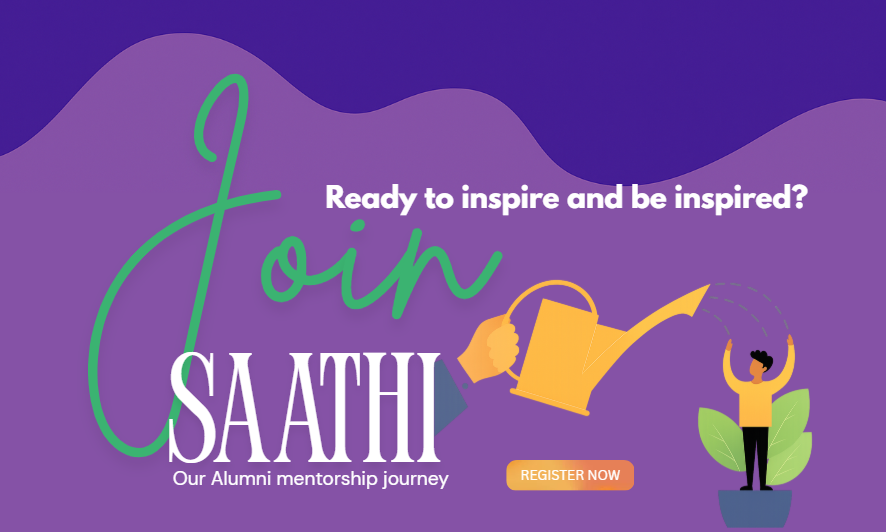 Ready to inspire and be inspired?
Join
SAATHI
Our Alumni mentorship journey
REGISTER NOW